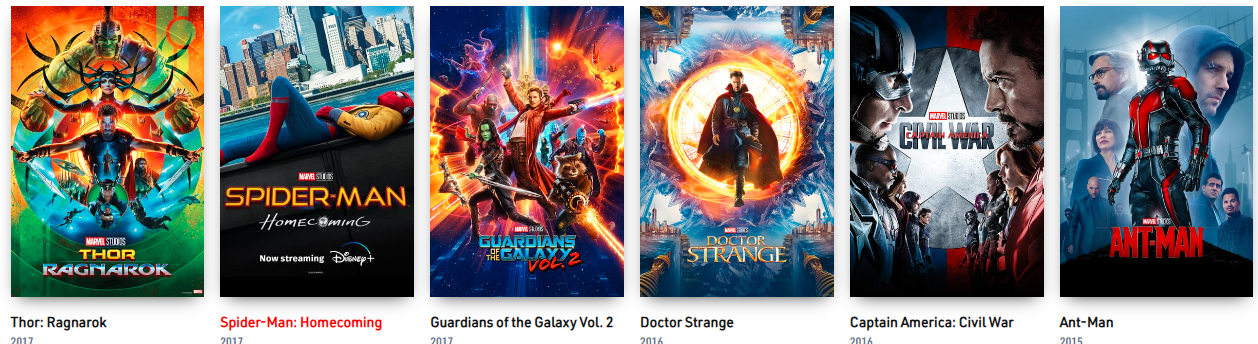 MARVEL STUDIOS
THOR
RAGNAROK
MARVEL STUDIOS
SPIDER-MAN
HOMECOMING
Now streaming Disney+
MARVEL STUDIOS
GUARDIANS
OF THE GALAXY
VOL. 2
MARVEL STUDIOS
DOCTOR
STRANGE
MARVEL STUDIOS
CAPTAIN AMERICA
CIVIL WAR
MARVEL STUDIOS
ANT-MAN
Thor: Ragnarok
2017
Spider-Man: Homecoming
2017
Guardians of the Galaxy Vol. 2
2017
Doctor Strange
2016
Captain America: Civil War
2016
Ant-Man
2015